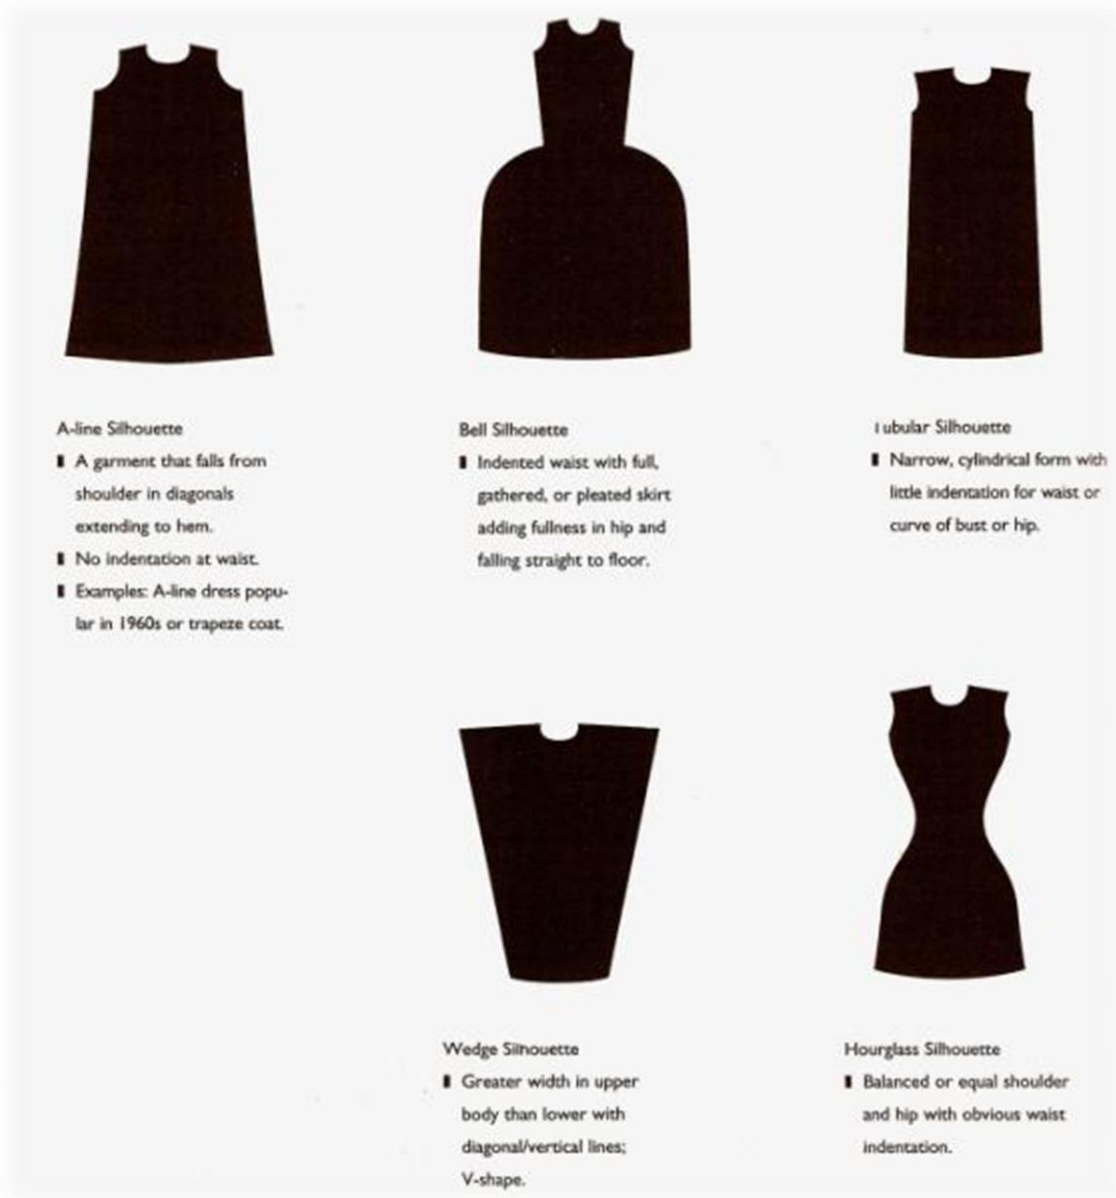 A-line Silhouette
A garment that falls from
shoulder in diagonals
extending to hem.
No indentation at waist.
Examples: A-line dress popu-
lar in 1960s or trapeze coat.
Bell Silhouette
Indented waist with full,
gathered, or pleated skirt
adding fullness in hip and
falling straight to floor.
Tubular Silhouette
Narrow, cylindrical form with
little indentation for waist or
curve of bust or hip.
Wedge Silhouette
Greater width in upper
body than lower with
diagonal/vertical lines;
V-shape.
Hourglass Silhouette
Balanced or equal shoulder
and hip with obvious waist
indentation.